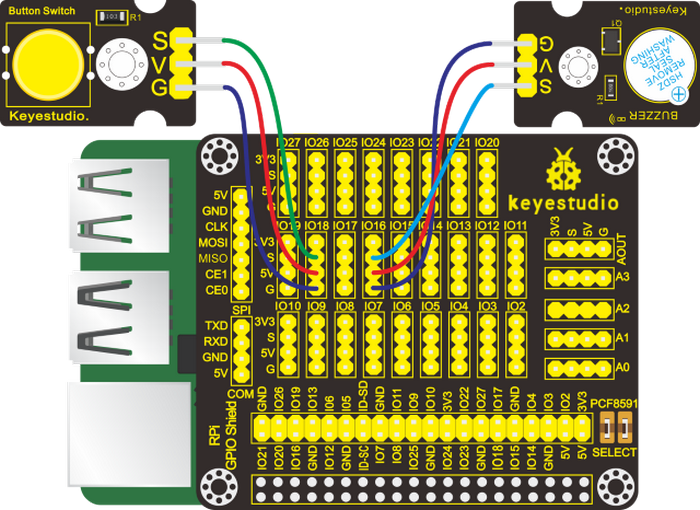 Button Switch
R1
S
V
G
Keyestudio.
Keyestudio.
Q1
G
V
S
R1
HSDZ
REMOVE
SEAL
AFTER
WASHING
BUZZER
IO27 IO26 IO25 IO24 IO23 IO22 IO21 IO20
3V3
S
5V
G
keyestudio
5V
GND
CLK
MOSI
MISO
CE1
CE0
SPI
IO19 IO18 IO17 IO16 IO15 IO14 IO13 IO12 IO11
3V3
S
5V
G
3V3
S
5V
G
AOUT
A3
A2
A1
A0
IO10 IO9 IO8 IO7 IO6 IO5 IO4 IO3 IO2
3V3
S
5V
G
TXD
RXD
GND
5V
COM
RPi
GPIO Shield
GND IO26 IO19 IO13 IO6 IO5 ID-SD GND IO11 IO9 IO10 3V3 IO22 IO27 IO17 GND IO4 IO3 IO2 3V3
PCF8591
SELECT
IO21 IO20 IO16 GND IO12 GND ID-SC IO7 IO8 IO25 GND IO24 IO23 GND IO18 IO15 IO14 GND 5V 5V